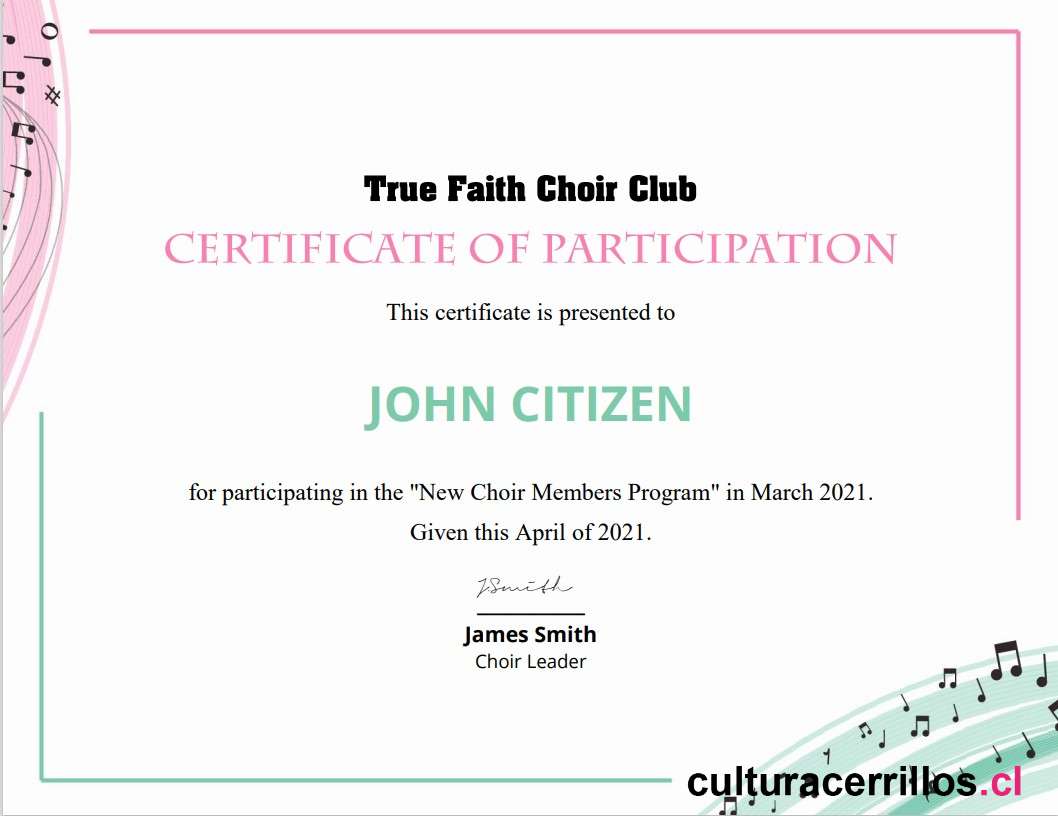 True Faith Choir Club
CERTIFICATE OF PARTICIPATION
This certificate is presented to
JOHN CITIZEN
for participating in the "New Choir Members Program" in March 2021.
Given this April of 2021.
JSmith
James Smith
Choir Leader
culturacerrillos.cl